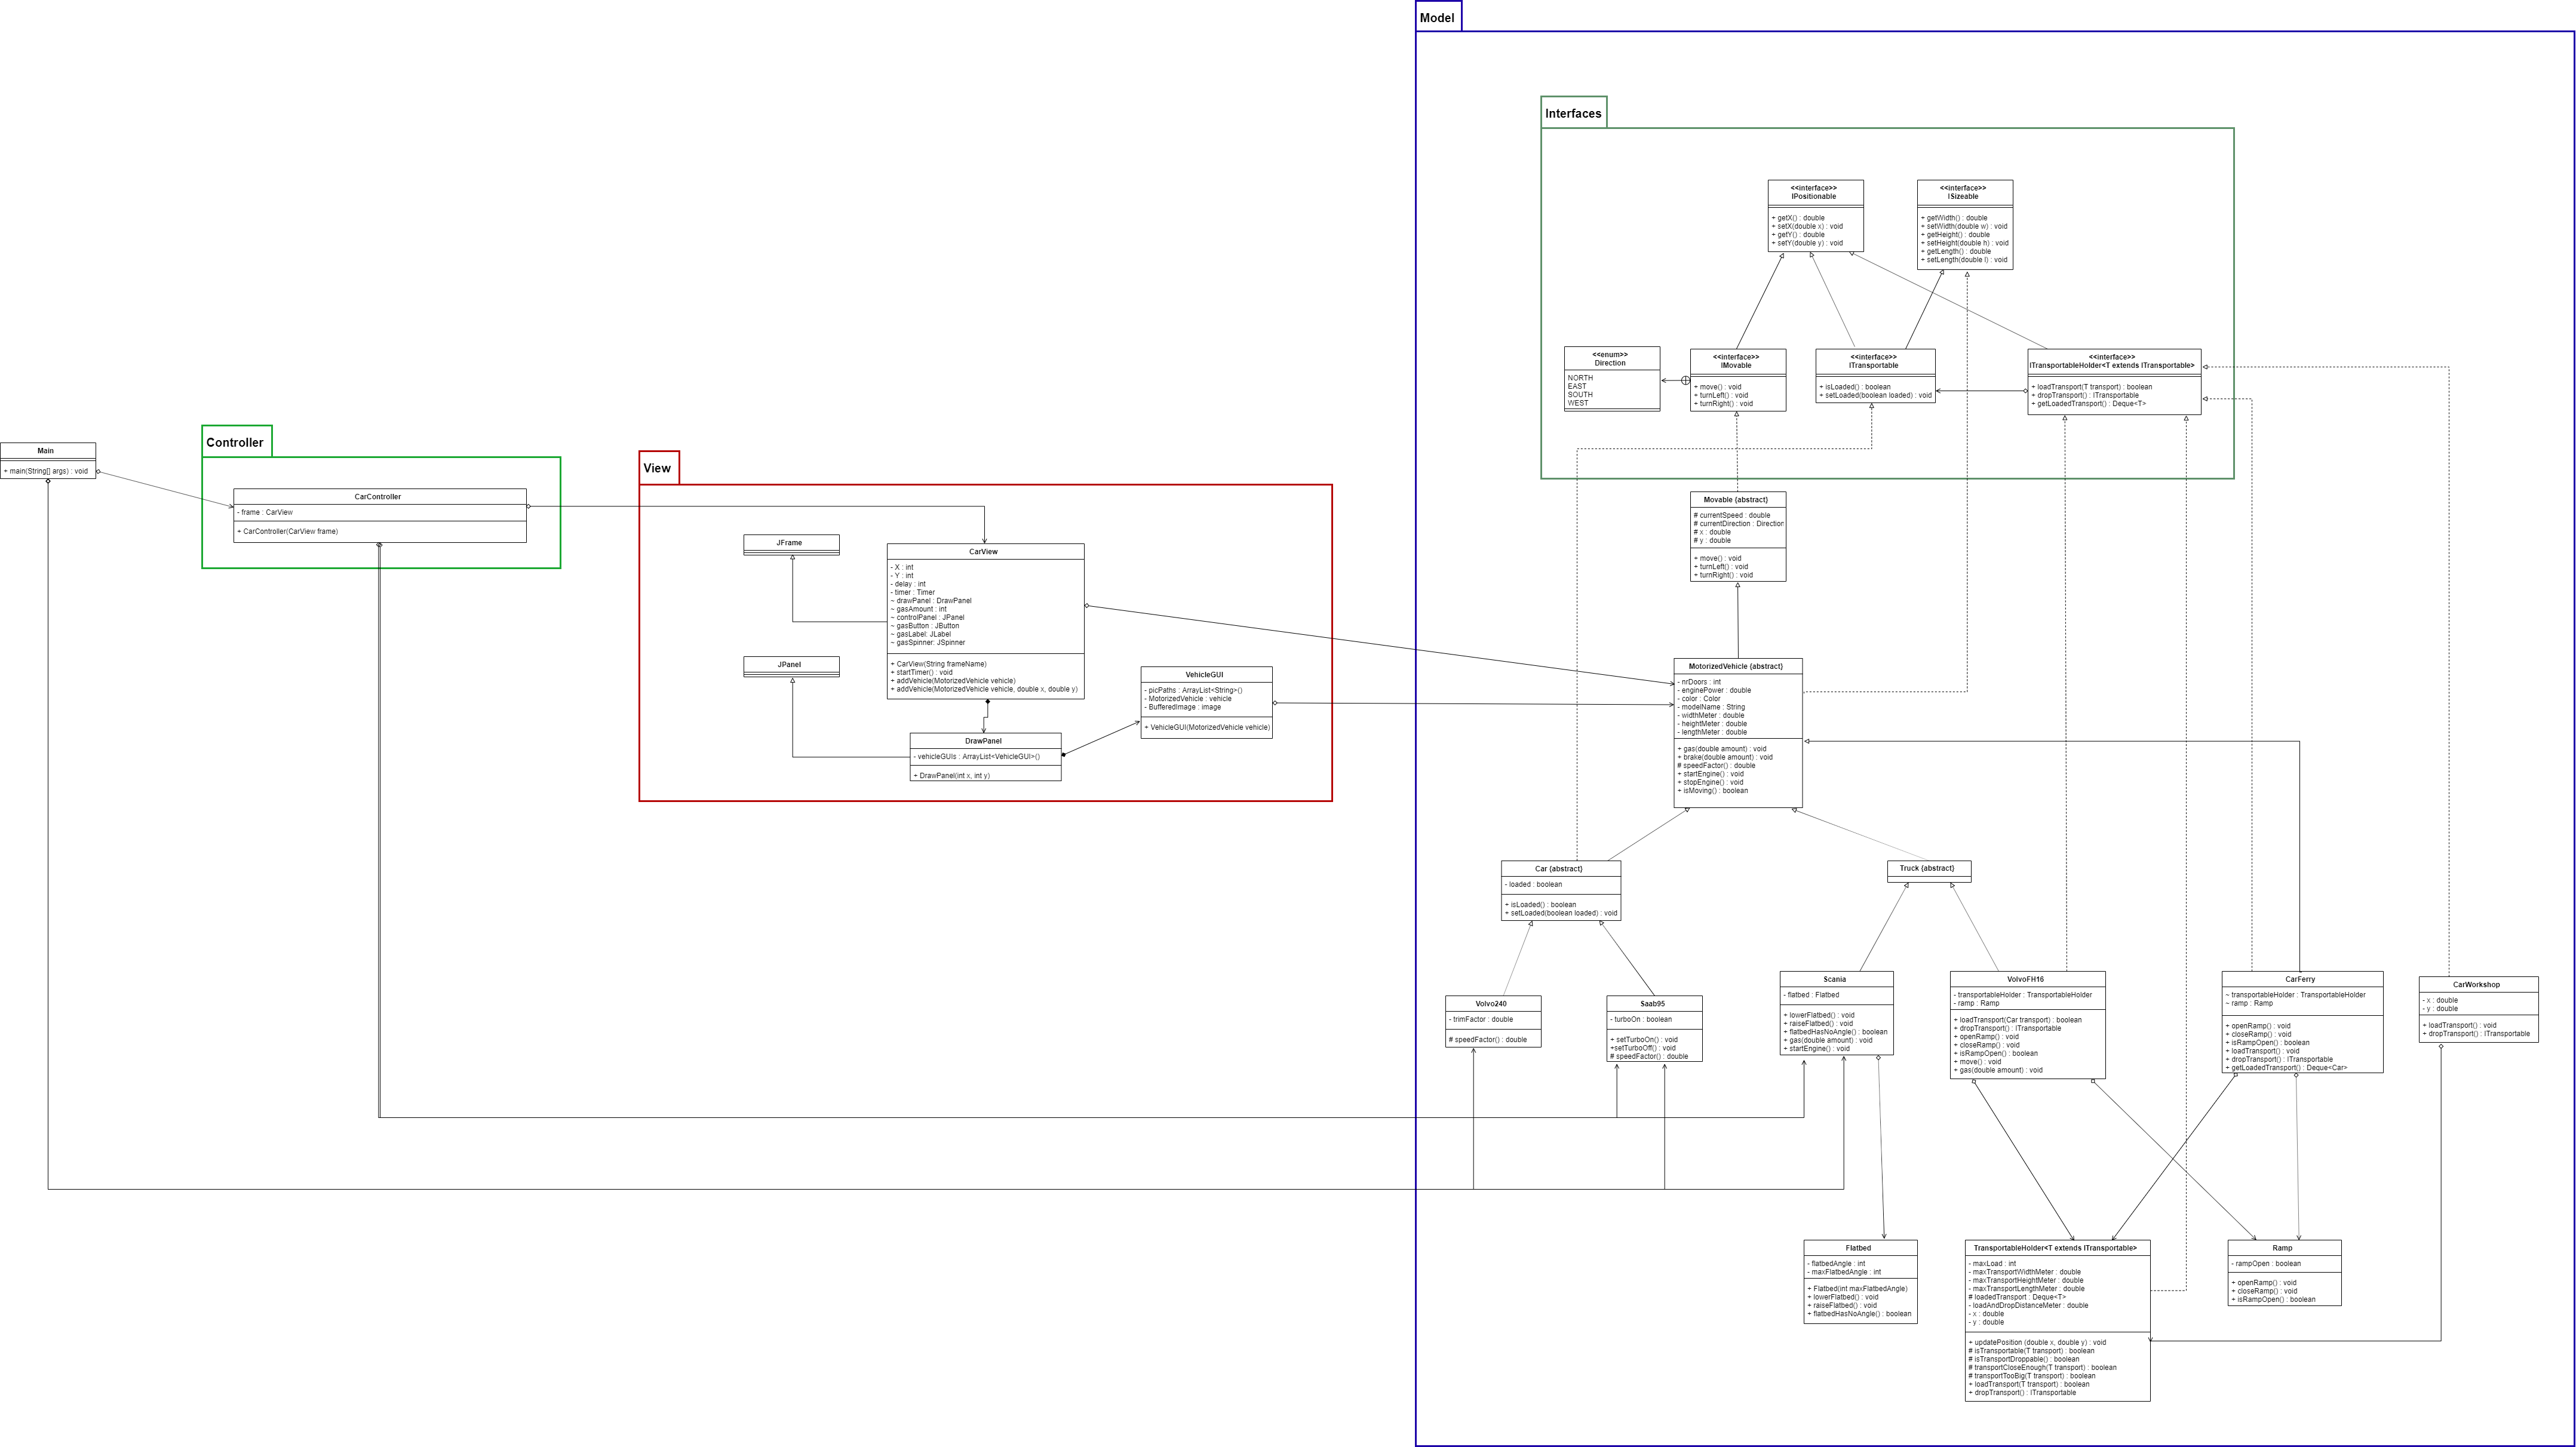 Model
Interfaces
<<interface>>
IPositionable
+ getX() : double
+ setX(double x) : void
+ getY() : double
+ setY(double y) : void
<<interface>>
ISizeable
+ getWidth() : double
+ setWidth(double w) : void
+ getHeight() : double
+ setHeight(double h) : void
+ getLength() : double
+ setLength(double l) : void
<<enum>>
Direction
NORTH
EAST
SOUTH
WEST
<<interface>>
IMovable
+ move() : void
+ turnLeft() : void
+ turnRight() : void
<<interface>>
ITransportable
+ isLoaded() : boolean
+ setLoaded(boolean loaded) : void
<<interface>>
ITransportableHolder<T extends ITransportable>
+ loadTransport(T transport) : boolean
+ dropTransport() : ITransportable
+ getLoadedTransport() : Deque<T>
Main
+ main(String[] args) : void
Controller
CarController
- frame : CarView
+ CarController(CarView frame)
View
JFrame
JPanel
CarView
- X : int
- Y : int
- delay : int
- timer : Timer
~ drawPanel : DrawPanel
~ gasAmount : int
~ controlPanel : JPanel
~ gasButton : JButton
~ gasLabel: JLabel
~ gasSpinner: JSpinner
+ CarView(String frameName)
+ startTimer() : void
+ addVehicle(MotorizedVehicle vehicle)
+ addVehicle(MotorizedVehicle vehicle, double x, double y)
DrawPanel
- vehicleGUIs : ArrayList<VehicleGUI>()
+ DrawPanel(int x, int y)
VehicleGUI
- picPaths : ArrayList<String>()
- MotorizedVehicle : vehicle
- BufferedImage : image
+ VehicleGUI(MotorizedVehicle vehicle)
Movable {abstract}
# currentSpeed : double
# currentDirection : Direction
# x : double
# y : double
+ move() : void
+ turnLeft() : void
+ turnRight() : void
MotorizedVehicle {abstract}
- nrDoors : int
- enginePower : double
- color : Color
- modelName : String
- widthMeter : double
- heightMeter : double
- lengthMeter : double
+ gas(double amount) : void
+ brake(double amount) : void
# speedFactor() : double
+ startEngine() : void
+ stopEngine() : void
+ isMoving() : boolean
Car {abstract}
- loaded : boolean
+ isLoaded() : boolean
+ setLoaded(boolean loaded) : void
Truck {abstract}
Volvo240
- trimFactor : double
# speedFactor() : double
Saab95
- turboOn : boolean
+ setTurboOn() : void
+setTurboOff() : void
# speedFactor() : double
Scania
- flatbed : Flatbed
+ lowerFlatbed() : void
+ raiseFlatbed() : void
+ flatbedHasNoAngle() : boolean
+ gas(double amount) : void
+ startEngine() : void
VolvoFH16
- transportableHolder : TransportableHolder
- ramp : Ramp
+ loadTransport(Car transport) : boolean
+ dropTransport() : ITransportable
+ openRamp() : void
+ closeRamp() : void
+ isRampOpen() : boolean
+ move() : void
+ gas(double amount) : void
CarFerry
~ transportableHolder : TransportableHolder
~ ramp : Ramp
+ openRamp() : void
+ closeRamp() : void
+ isRampOpen() : boolean
+ loadTransport() : void
+ dropTransport() : ITransportable
+ getLoadedTransport() : Deque<Car>
CarWorkshop
- x : double
- y : double
+ loadTransport() : void
+ dropTransport() : ITransportable
Flatbed
- flatbedAngle : int
- maxFlatbedAngle : int
+ Flatbed(int maxFlatbedAngle)
+ lowerFlatbed() : void
+ raiseFlatbed() : void
+ flatbedHasNoAngle() : boolean
TransportableHolder<T extends ITransportable>
- maxLoad : int
- maxTransportWidthMeter : double
- maxTransportHeightMeter : double
- maxTransportLengthMeter : double
# loadedTransport : Deque<T>
- loadAndDropDistanceMeter : double
- x : double
- y : double
+ updatePosition (double x, double y) : void
# isTransportable(T transport) : boolean
# isTransportDroppable() : boolean
# transportCloseEnough(T transport) : boolean
# transportTooBig(T transport) : boolean
+ loadTransport(T transport) : boolean
+ dropTransport() : ITransportable
Ramp
- rampOpen : boolean
+ openRamp() : void
+ closeRamp() : void
+ isRampOpen() : boolean